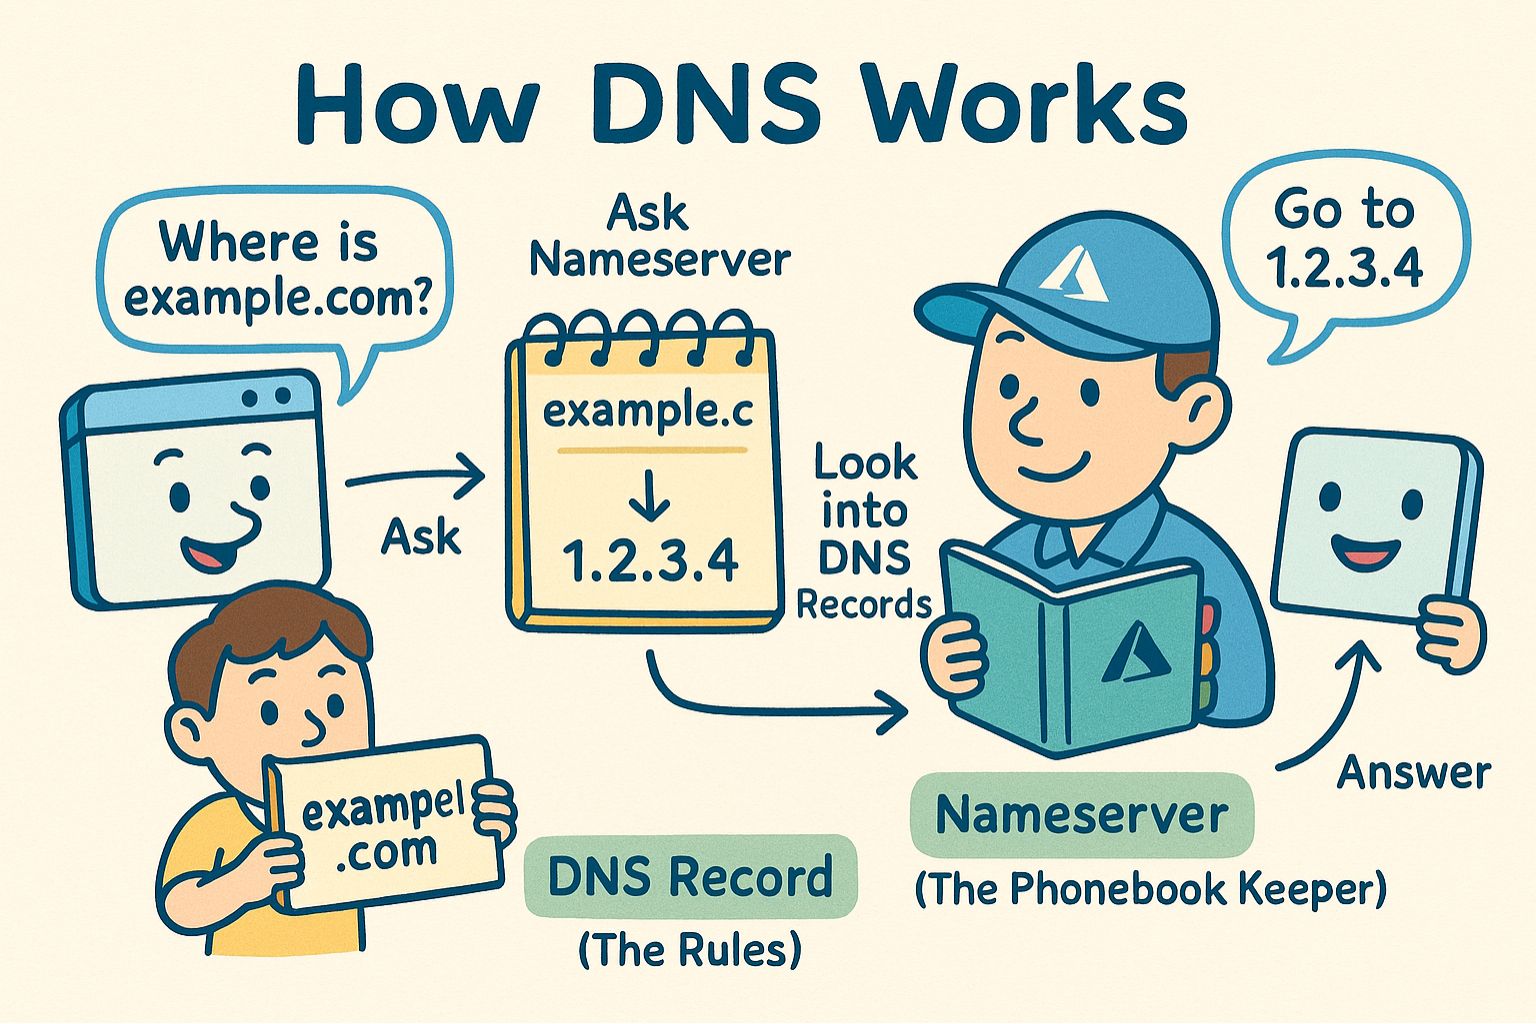 How DNS Works
Where is
example.com?
Ask
Nameserver
Go to
1.2.3.4
example.c
1.2.3.4
Ask
Look
into
DNS
Records
exampel
.com
Answer
Nameserver
(The Phonebook Keeper)
DNS Record
(The Rules)